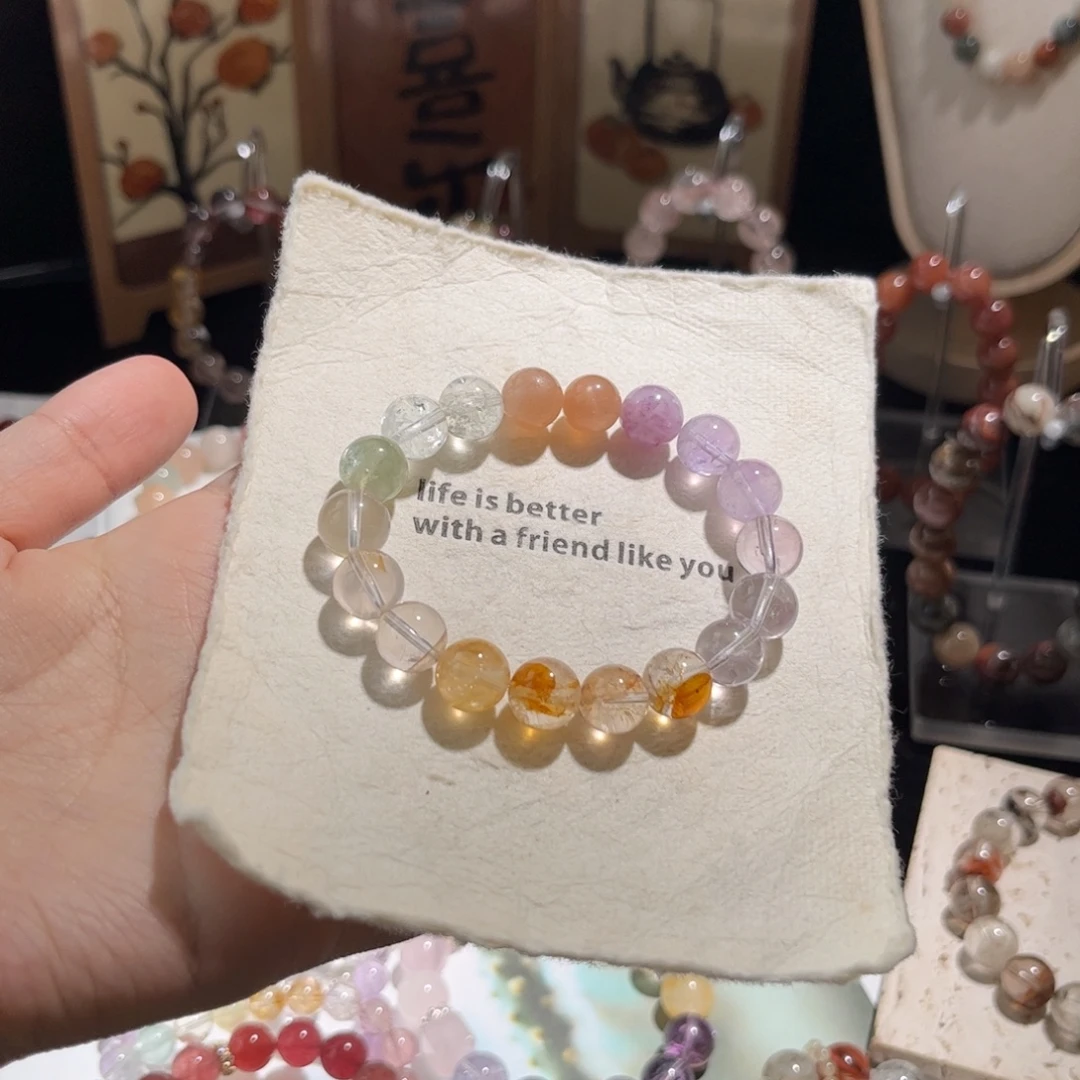 life is better
with a friend like you